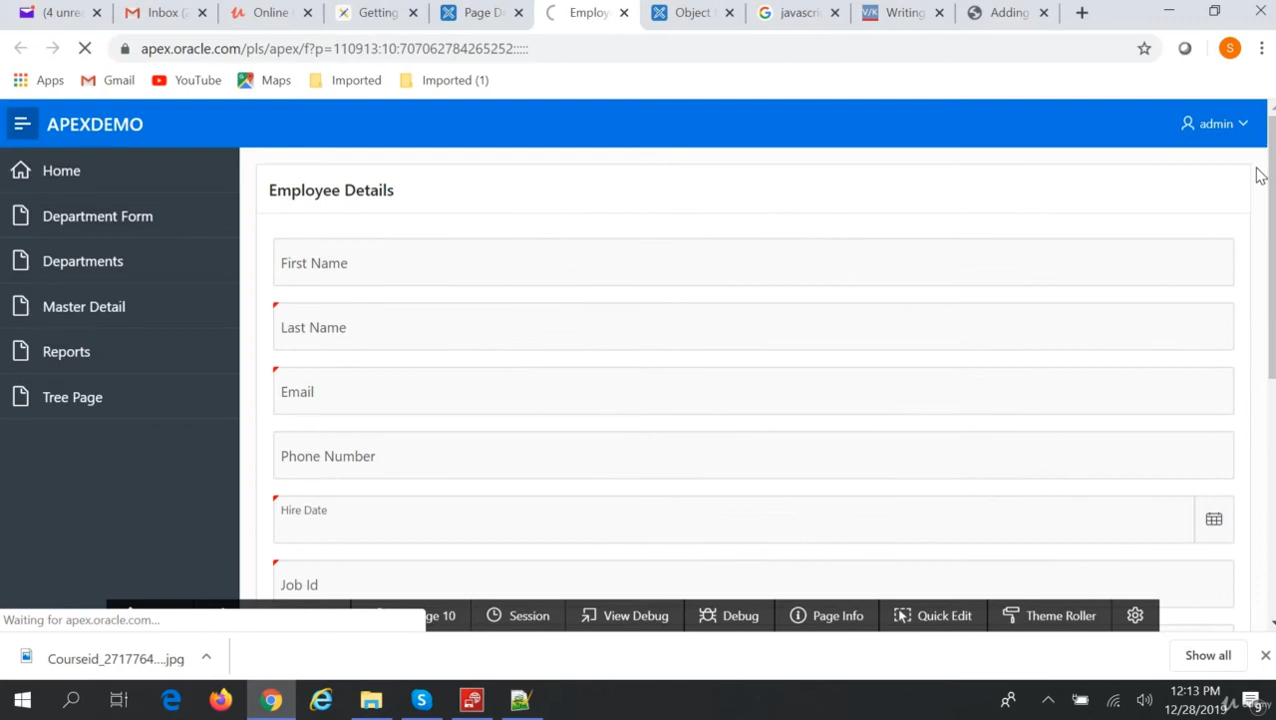 (4 unre
Inbox (2
Online
Getting
Page D
Employ
Object
javascri
Writing
Adding
apex.oracle.com/pls/apex/f?p=110913:10:707062784265252:::::
S
Apps
Gmail
YouTube
Maps
Imported
Imported (1)
APEXDEMO
admin
Home
Department Form
Departments
Master Detail
Reports
Tree Page
Employee Details
First Name
Last Name
Email
Phone Number
Hire Date
Job Id
Waiting for apex.oracle.com...
ge 10
Session
View Debug
Debug
Page Info
Quick Edit
Theme Roller
Courseid_2717764....jpg
Show all
12:13 PM
12/28/2019